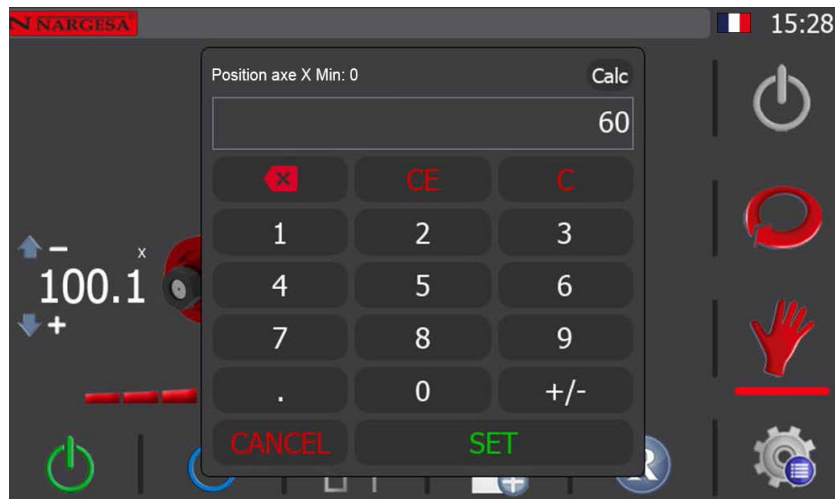 N NARGESA
15:28
Position axe X Min: 0
Calc
60
CE
C
1
2
3
4
5
6
7
8
9
.
0
+/-
CANCEL
SET
x
100.1
R